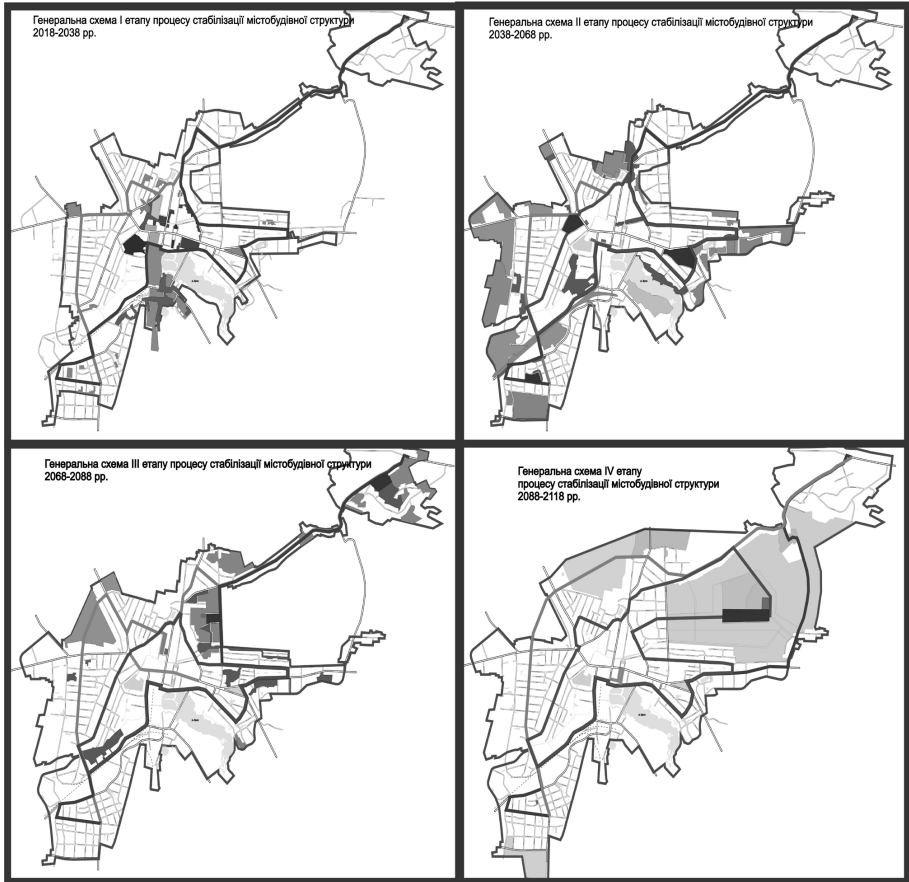 Генеральна схема І етапу процесу стабілізації містобудівної структури
2018-2038 рр.
Генеральна схема ІІ етапу процесу стабілізації містобудівної структури
2038-2068 рр.
Генеральна схема ІІІ етапу процесу стабілізації містобудівної структури
2068-2088 рр.
Генеральна схема IV етапу
процесу стабілізації містобудівної структури
2088-2118 рр.